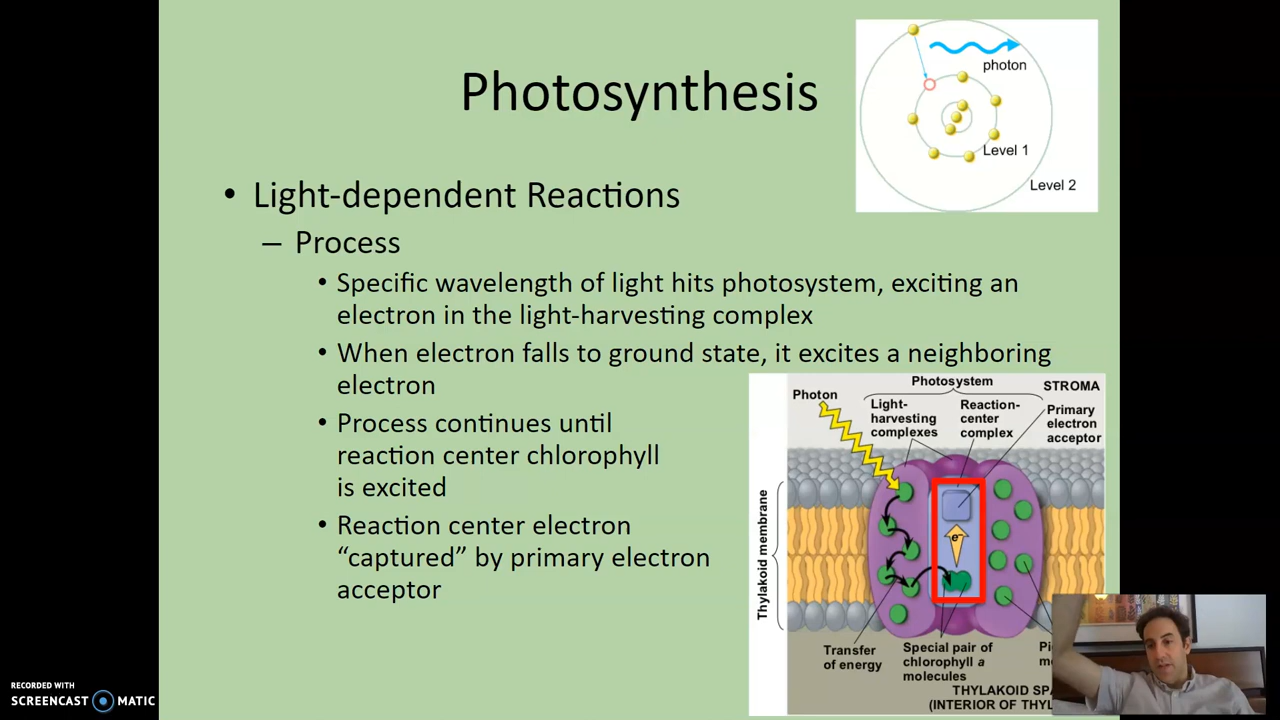 Photosynthesis
photon
Level 1
Level 2
• Light-dependent Reactions
– Process
• Specific wavelength of light hits photosystem, exciting an
electron in the light-harvesting complex
• When electron falls to ground state, it excites a neighboring
electron
• Process continues until
reaction center chlorophyll
is excited
• Reaction center electron
“captured” by primary electron
acceptor
Photosystem
STROMA
Photon
Light-
harvesting
complexes
Reaction-
center
complex
Primary
electron
acceptor
Thylakoid membrane
e–
Transfer
of energy
Special pair of
chlorophyll a
molecules
THYLAKOID
(INTERIOR OF
RECORDED WITH
SCREENCAST MATIC